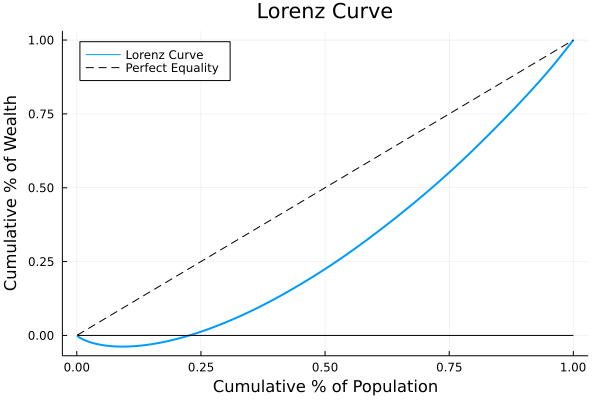 Lorenz Curve
Lorenz Curve
Perfect Equality
Cumulative % of Wealth
1.00
0.75
0.50
0.25
0.00
0.00 0.25 0.50 0.75 1.00
Cumulative % of Population